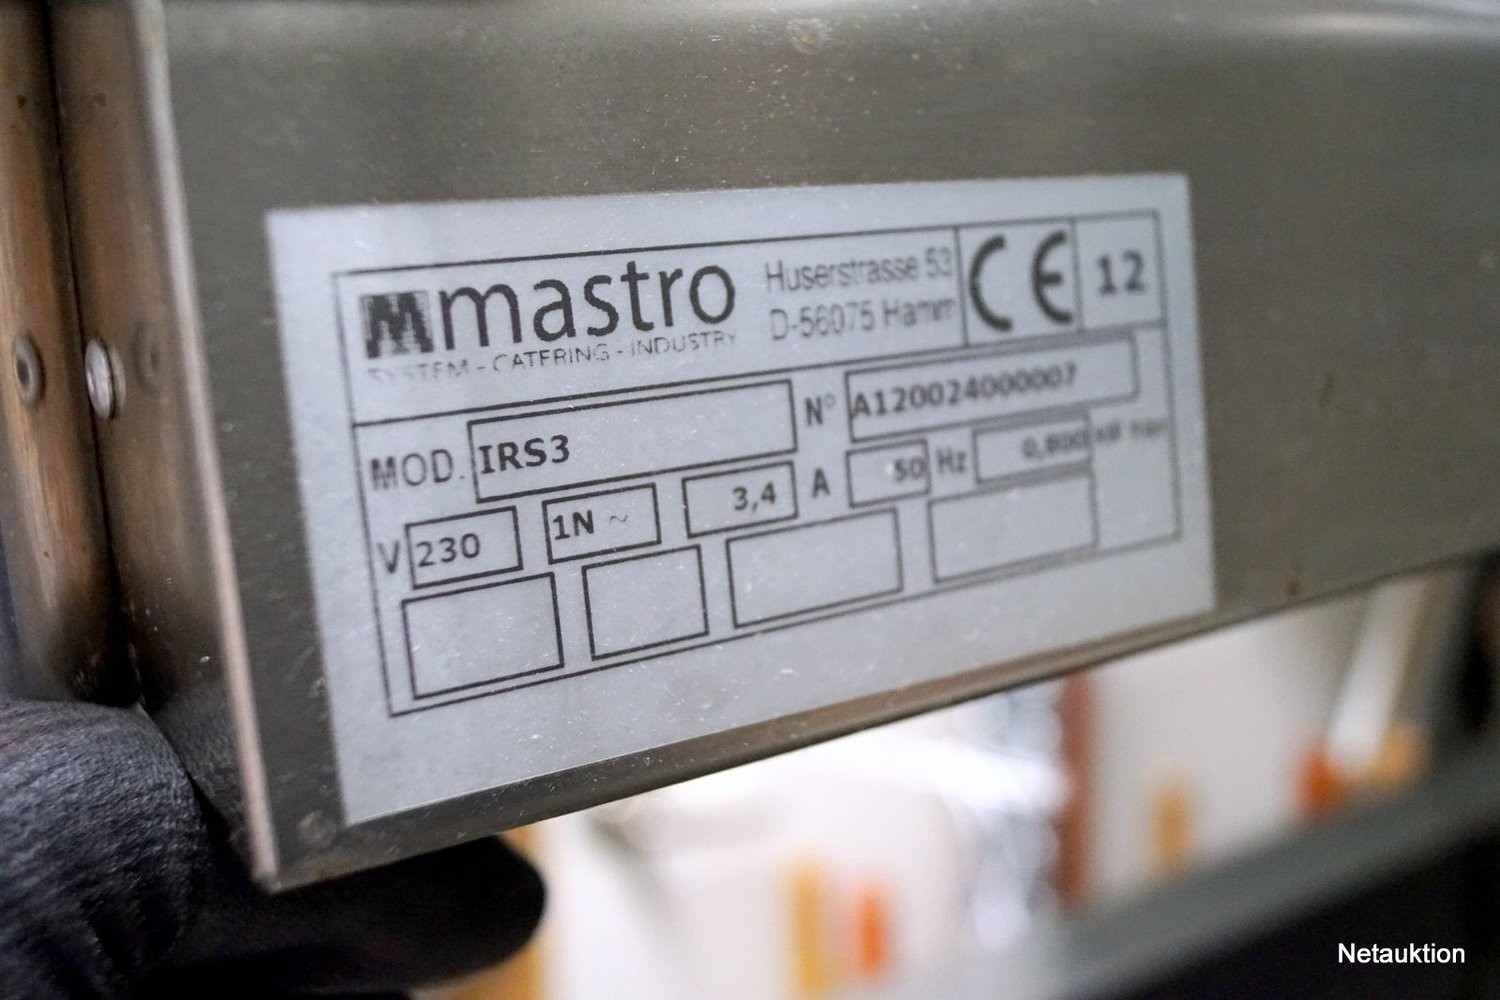 mastro
SYSTEM - CATERING - INDUSTRY
Huserstrasse 53
D-56075 Hamm
CE
12
MOD. IRS3
N° A120024000007
V 230 1N ~ 3,4 A 50 Hz
Netauktion